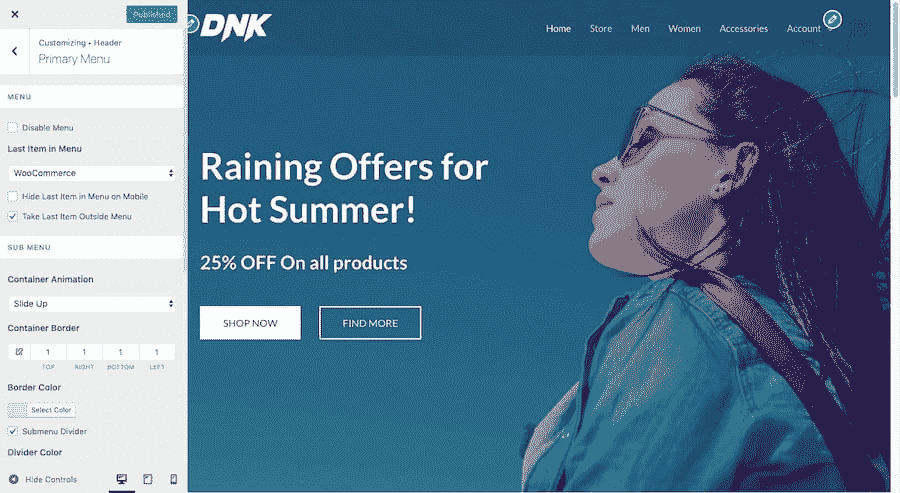 Published
Customizing • Header
Primary Menu
MENU
Disable Menu
Last Item in Menu
WooCommerce
Hide Last Item in Menu on Mobile
Take Last Item Outside Menu
SUB MENU
Container Animation
Slide Up
Container Border
1 1 1 1
TOP RIGHT BOTTOM LEFT
Border Color
Select Color
Submenu Divider
Divider Color
Hide Controls
DNK
Home Store Men Women Accessories Account
Raining Offers for
Hot Summer!
25% OFF On all products
SHOP NOW FIND MORE